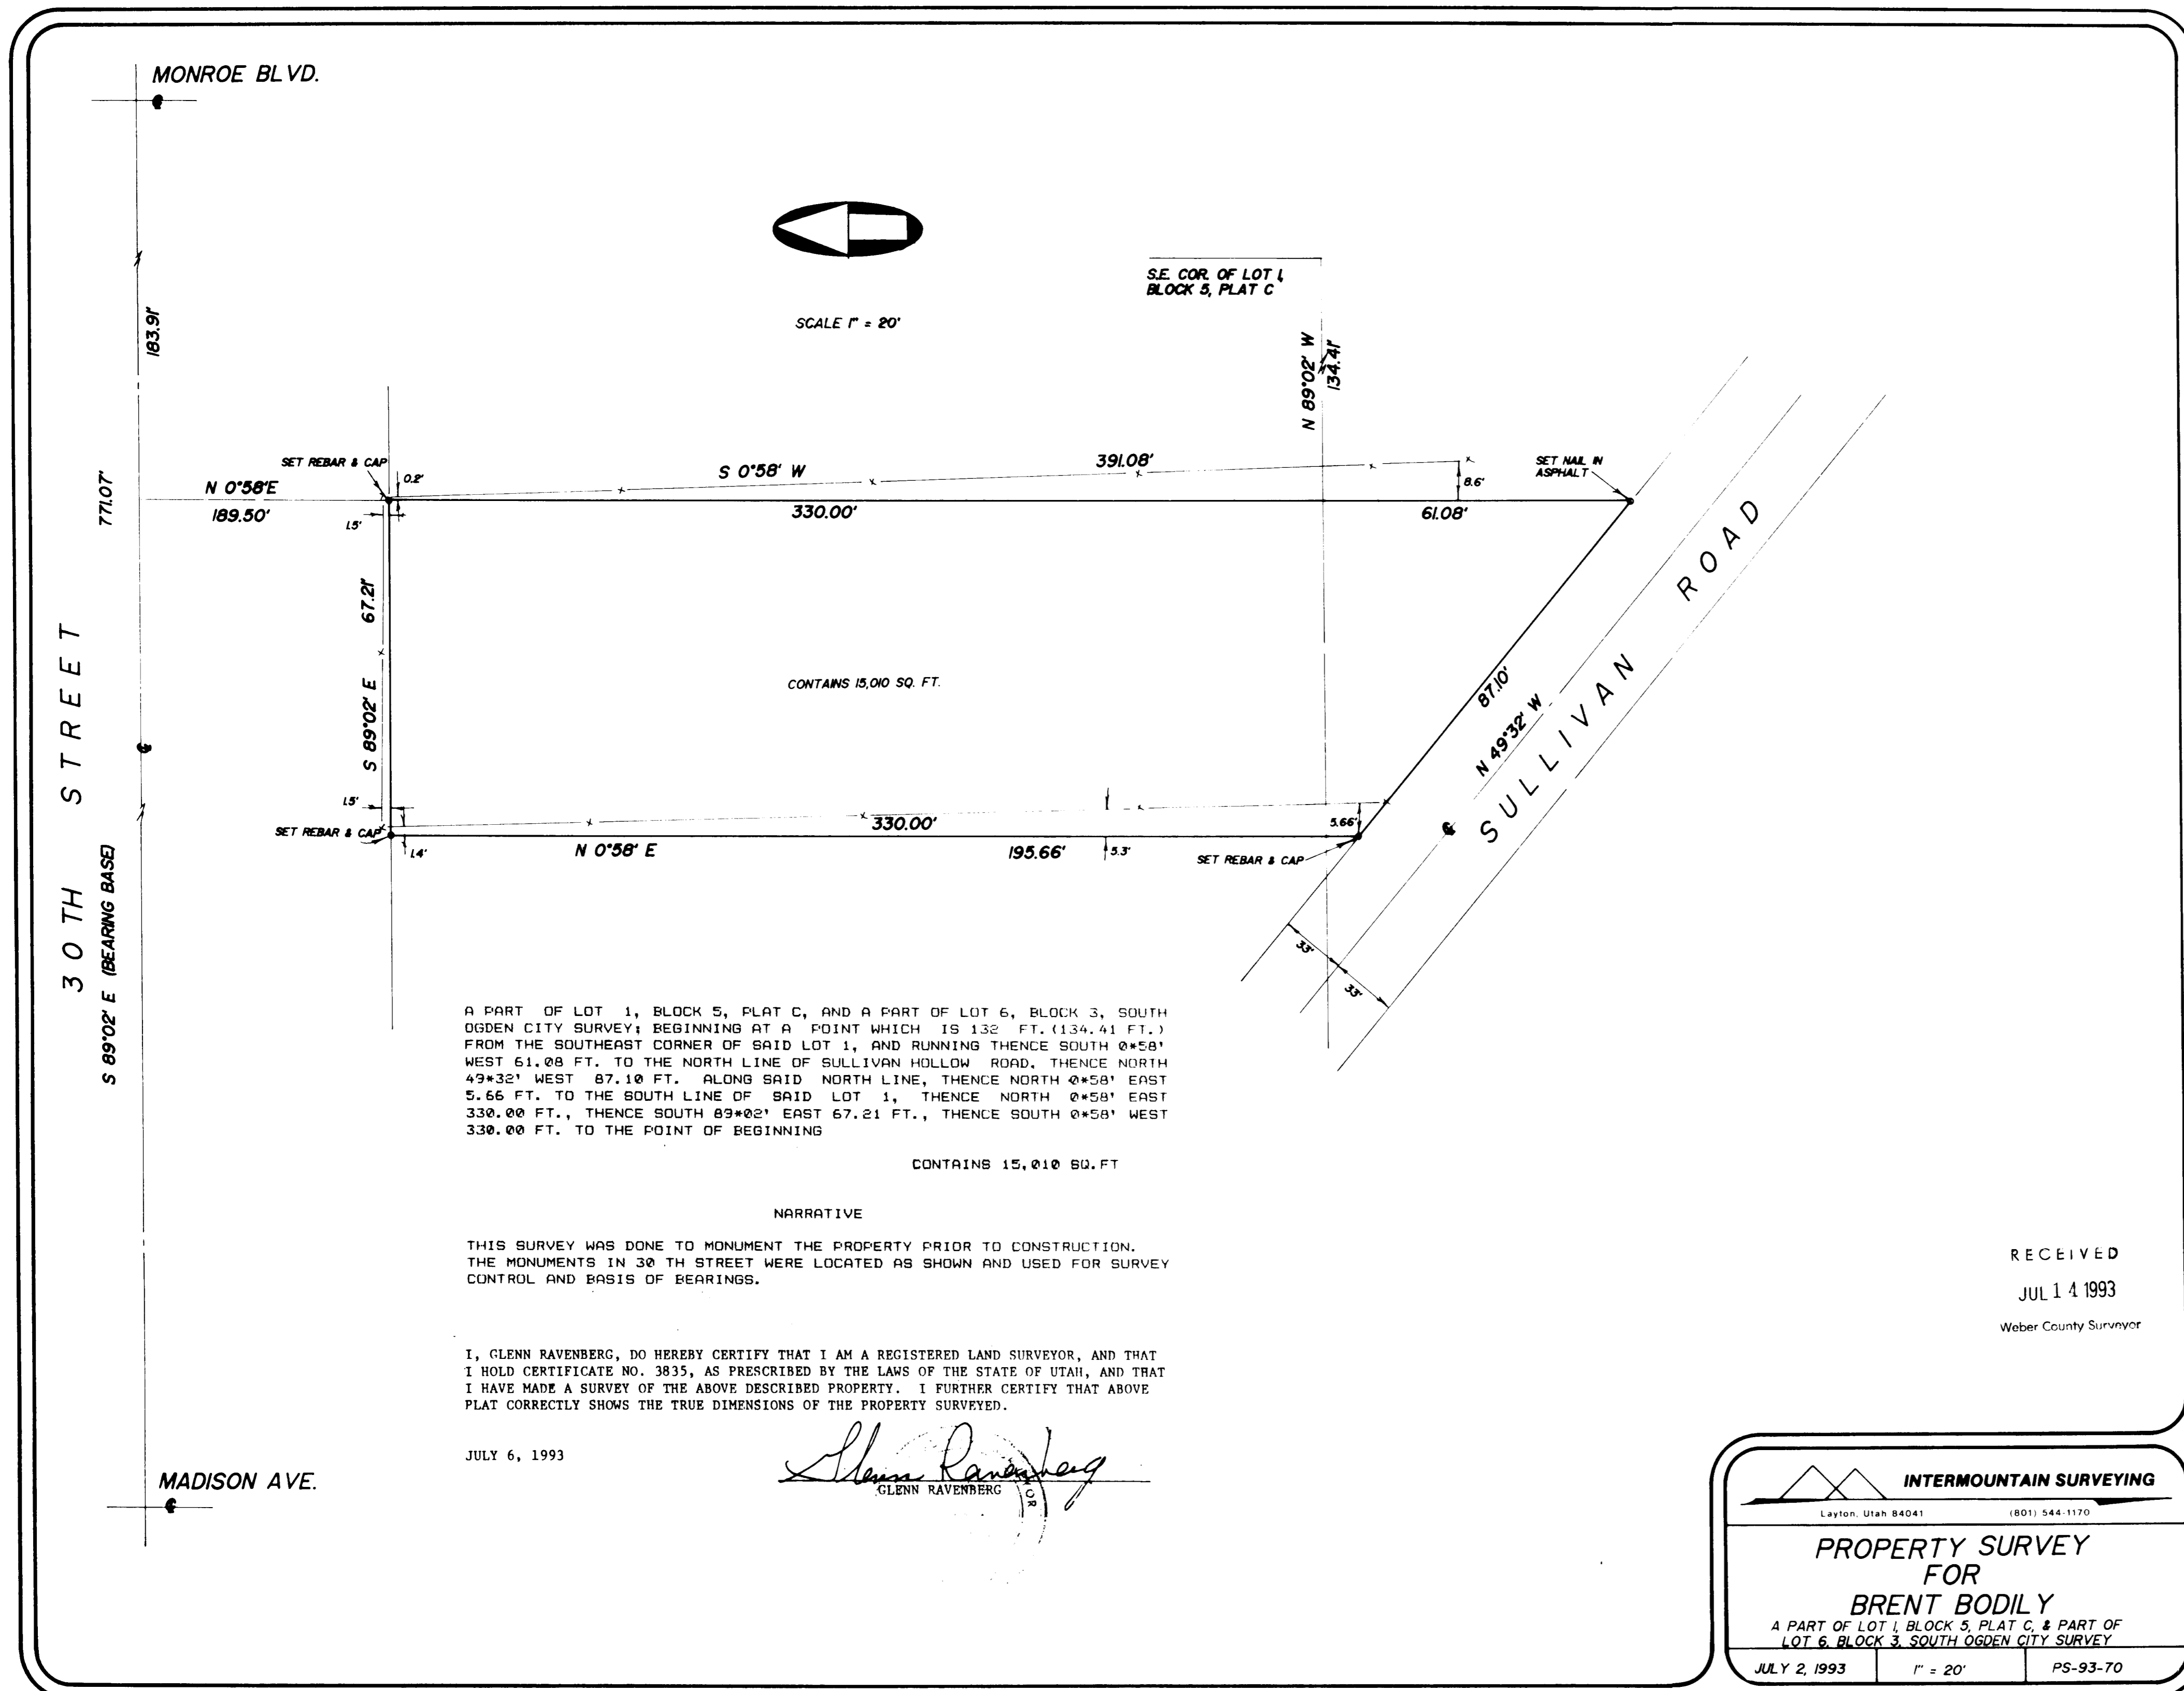 MONROE BLVD.
183.91'
771.07'
30TH STREET
S 89°02' E (BEARING BASE)
MADISON AVE.
SCALE 1" = 20'
S.E. COR. OF LOT 1,
BLOCK 5, PLAT C
N 89°02' W
134.41'
SET REBAR & CAP
0.2'
N 0°58'E
189.50'
1.5'
S 0°58' W
391.08'
330.00'
8.6'
61.08'
SET NAIL IN
ASPHALT
S 89°02' E 67.21'
CONTAINS 15,010 SQ. FT.
87.10'
N 49°32' W
SULLIVAN ROAD
1.5'
SET REBAR & CAP
1.4'
N 0°58' E
330.00'
195.66'
5.3'
5.66'
SET REBAR & CAP
33'
33'
A PART OF LOT 1, BLOCK 5, PLAT C, AND A PART OF LOT 6, BLOCK 3, SOUTH
OGDEN CITY SURVEY; BEGINNING AT A POINT WHICH IS 132 FT.(134.41 FT.)
FROM THE SOUTHEAST CORNER OF SAID LOT 1, AND RUNNING THENCE SOUTH 0*58'
WEST 61.08 FT. TO THE NORTH LINE OF SULLIVAN HOLLOW ROAD, THENCE NORTH
49*32' WEST 87.10 FT. ALONG SAID NORTH LINE, THENCE NORTH 0*58' EAST
5.66 FT. TO THE SOUTH LINE OF SAID LOT 1, THENCE NORTH 0*58' EAST
330.00 FT., THENCE SOUTH 89*02' EAST 67.21 FT., THENCE SOUTH 0*58' WEST
330.00 FT. TO THE POINT OF BEGINNING
CONTAINS 15,010 SQ.FT
NARRATIVE
THIS SURVEY WAS DONE TO MONUMENT THE PROPERTY PRIOR TO CONSTRUCTION.
THE MONUMENTS IN 30 TH STREET WERE LOCATED AS SHOWN AND USED FOR SURVEY
CONTROL AND BASIS OF BEARINGS.
I, GLENN RAVENBERG, DO HEREBY CERTIFY THAT I AM A REGISTERED LAND SURVEYOR, AND THAT
I HOLD CERTIFICATE NO. 3835, AS PRESCRIBED BY THE LAWS OF THE STATE OF UTAH, AND THAT
I HAVE MADE A SURVEY OF THE ABOVE DESCRIBED PROPERTY. I FURTHER CERTIFY THAT ABOVE
PLAT CORRECTLY SHOWS THE TRUE DIMENSIONS OF THE PROPERTY SURVEYED.
JULY 6, 1993
Glenn Ravenberg
GLENN RAVENBERG
RECEIVED
JUL 14 1993
Weber County Surveyor
INTERMOUNTAIN SURVEYING
Layton, Utah 84041 (801) 544-1170
PROPERTY SURVEY
FOR
BRENT BODILY
A PART OF LOT 1, BLOCK 5, PLAT C, & PART OF
LOT 6, BLOCK 3, SOUTH OGDEN CITY SURVEY
JULY 2, 1993 1" = 20' PS-93-70